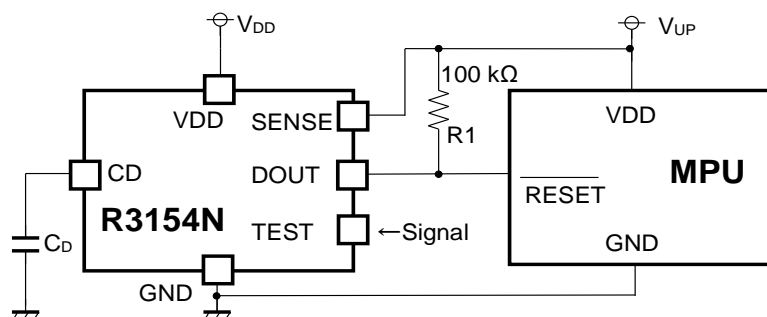 VDD
VUP
100 kΩ
R1
VDD
SENSE
VDD
CD
DOUT
RESET
MPU
R3154N
TEST
←Signal
CD
GND
GND